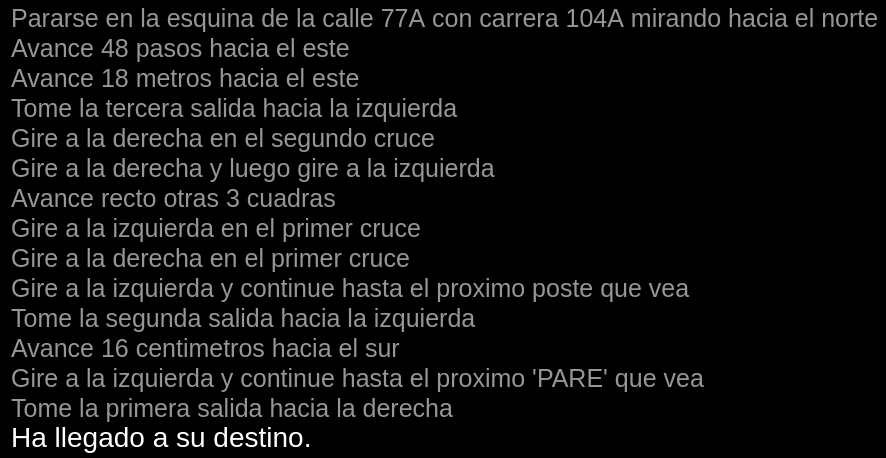 Pararse en la esquina de la calle 77A con carrera 104A mirando hacia el norte
Avance 48 pasos hacia el este
Avance 18 metros hacia el este
Tome la tercera salida hacia la izquierda
Gire a la derecha en el segundo cruce
Gire a la derecha y luego gire a la izquierda
Avance recto otras 3 cuadras
Gire a la izquierda en el primer cruce
Gire a la derecha en el primer cruce
Gire a la izquierda y continue hasta el proximo poste que vea
Tome la segunda salida hacia la izquierda
Avance 16 centimetros hacia el sur
Gire a la izquierda y continue hasta el proximo 'PARE' que vea
Tome la primera salida hacia la derecha
Ha llegado a su destino.